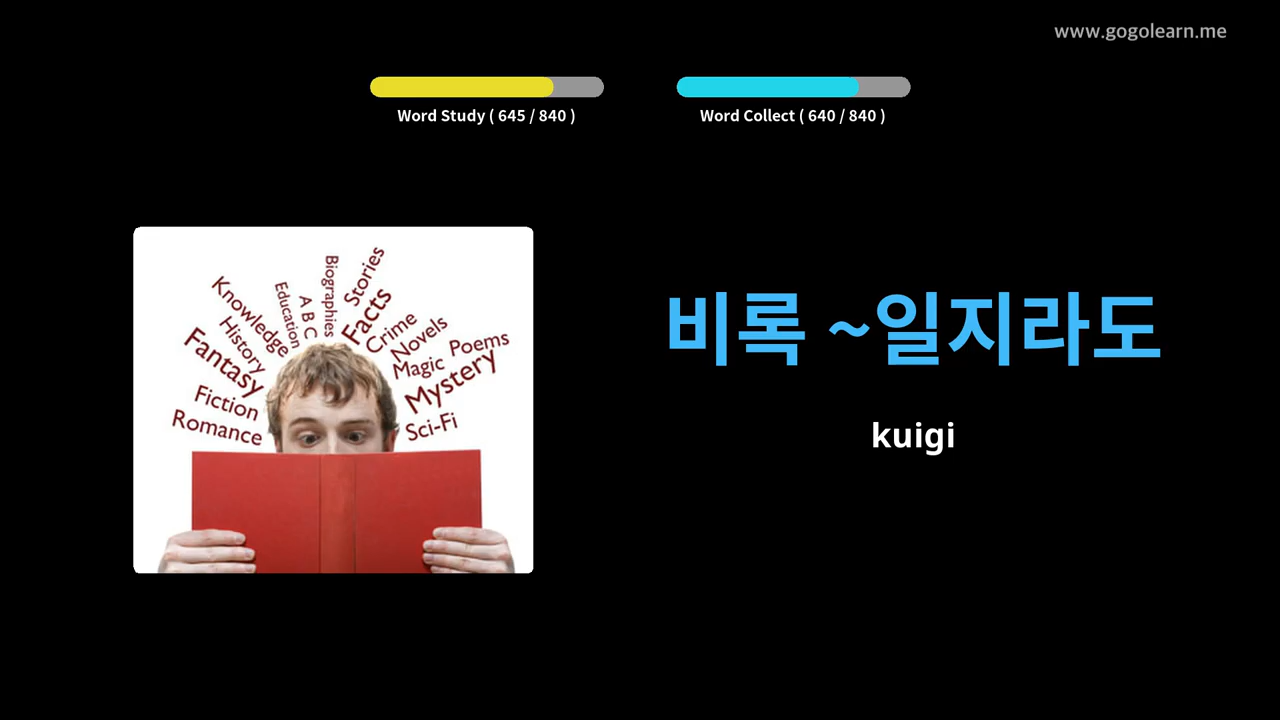 www.gogolearn.me
Word Study ( 645 / 840 )
Word Collect ( 640 / 840 )
Biographies
Stories
Education
A B C
Facts
Knowledge
Crime
History
Novels
Fantasy
Magic
Poems
Fiction
Mystery
Romance
Sci-Fi
비록 ~일지라도
kuigi